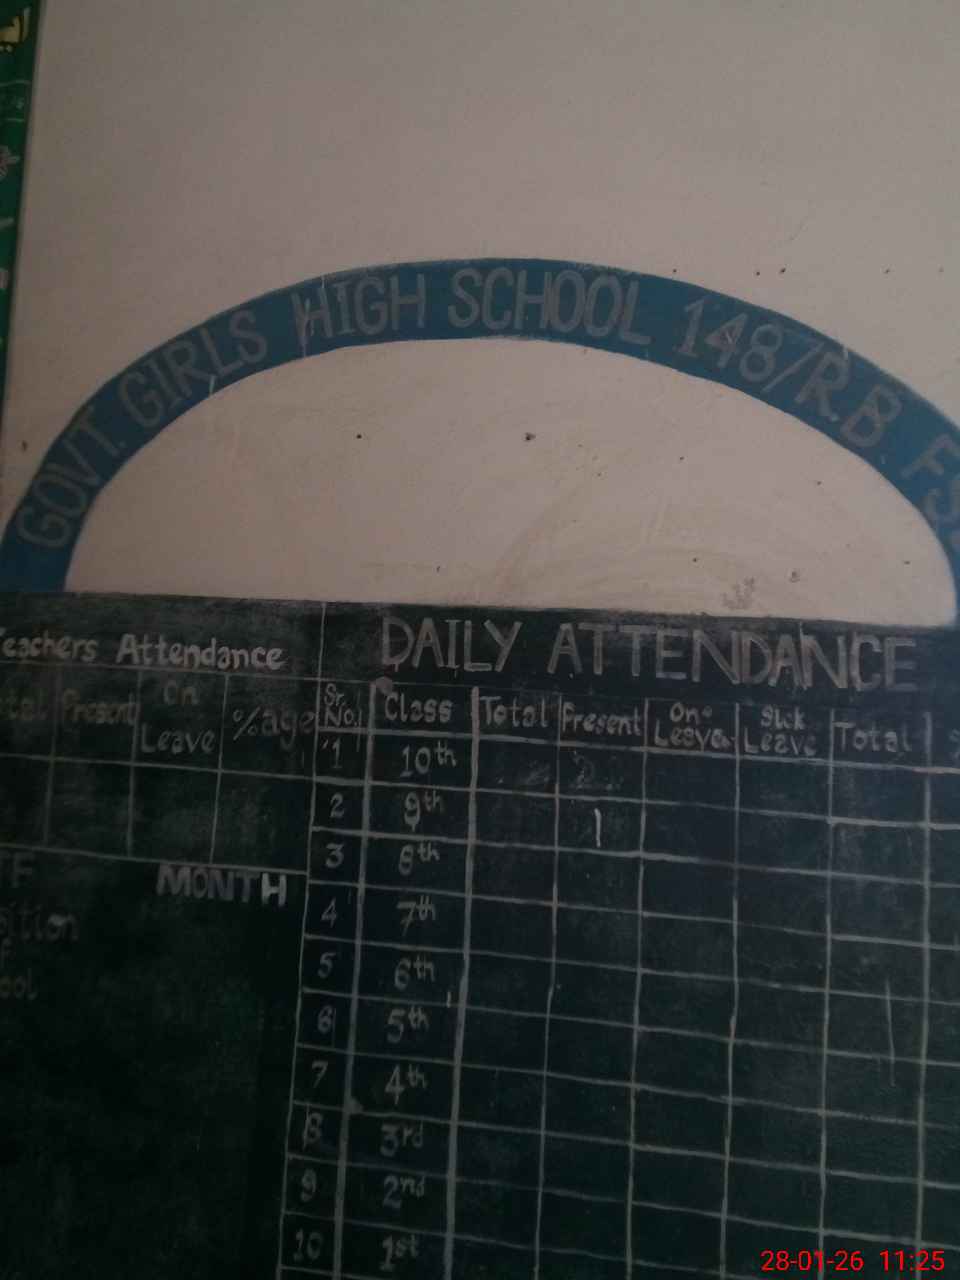 GOVT. GIRLS HIGH SCHOOL 148/R.B.
Teachers Attendance
Present
On Leave
%age
MONTH
DAILY ATTENDANCE
Sr. No. Class Total Present On Leave Sick Leave Total
1 10th
2 9th
3 8th
4 7th
5 6th
6 5th
7 4th
8 3rd
9 2nd
10 1st
28-01-26 11:25